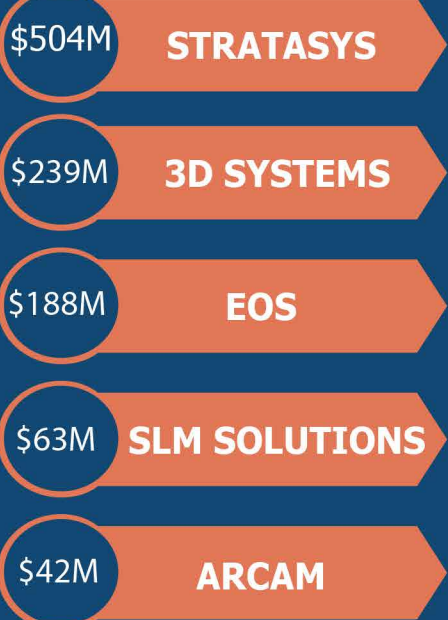 $504M STRATASYS
$239M 3D SYSTEMS
$188M EOS
$63M SLM SOLUTIONS
$42M ARCAM